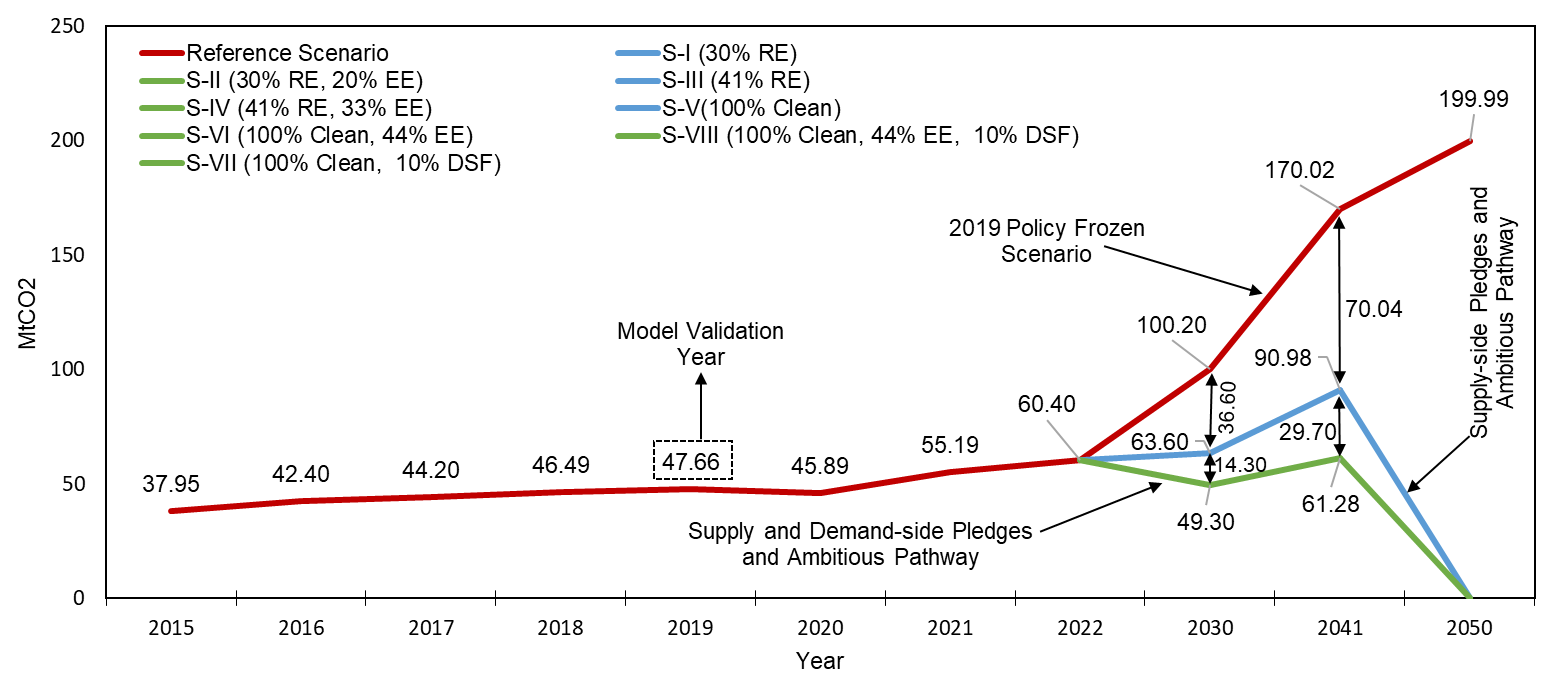 250
200
150
100
50
0
MtCO2
Reference Scenario
S-I (30% RE)
S-II (30% RE, 20% EE)
S-III (41% RE)
S-IV (41% RE, 33% EE)
S-V(100% Clean)
S-VI (100% Clean, 44% EE)
S-VIII (100% Clean, 44% EE,  10% DSF)
S-VII (100% Clean,  10% DSF)
199.99
170.02
2019 Policy Frozen
Scenario
Supply-side Pledges and
Ambitious Pathway
70.04
100.20
Model Validation
Year
90.98
36.60
60.40
63.60
29.70
14.30
37.95
42.40
44.20
46.49
47.66
45.89
55.19
49.30
61.28
Supply and Demand-side Pledges
and Ambitious Pathway
2015
2016
2017
2018
2019
2020
2021
2022
2030
2041
2050
Year